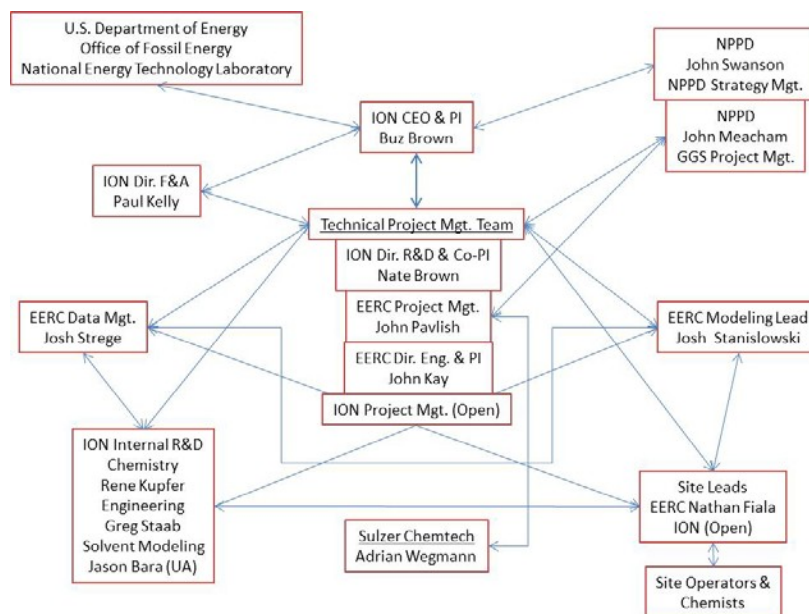 U.S. Department of Energy
Office of Fossil Energy
National Energy Technology Laboratory
NPPD
John Swanson
NPPD Strategy Mgt.
NPPD
John Meacham
GGS Project Mgt.
ION CEO & PI
Buz Brown
ION Dir. F&A
Paul Kelly
Technical Project Mgt. Team
ION Dir. R&D & Co-PI
Nate Brown
EERC Project Mgt.
John Pavlish
EERC Dir. Eng. & PI
John Kay
ION Project Mgt. (Open)
EERC Data Mgt.
Josh Strege
EERC Modeling Lead
Josh Stanislowski
ION Internal R&D
Chemistry
Rene Kupfer
Engineering
Greg Staab
Solvent Modeling
Jason Bara (UA)
Sulzer Chemtech
Adrian Wegmann
Site Leads
EERC Nathan Fiala
ION (Open)
Site Operators &
Chemists